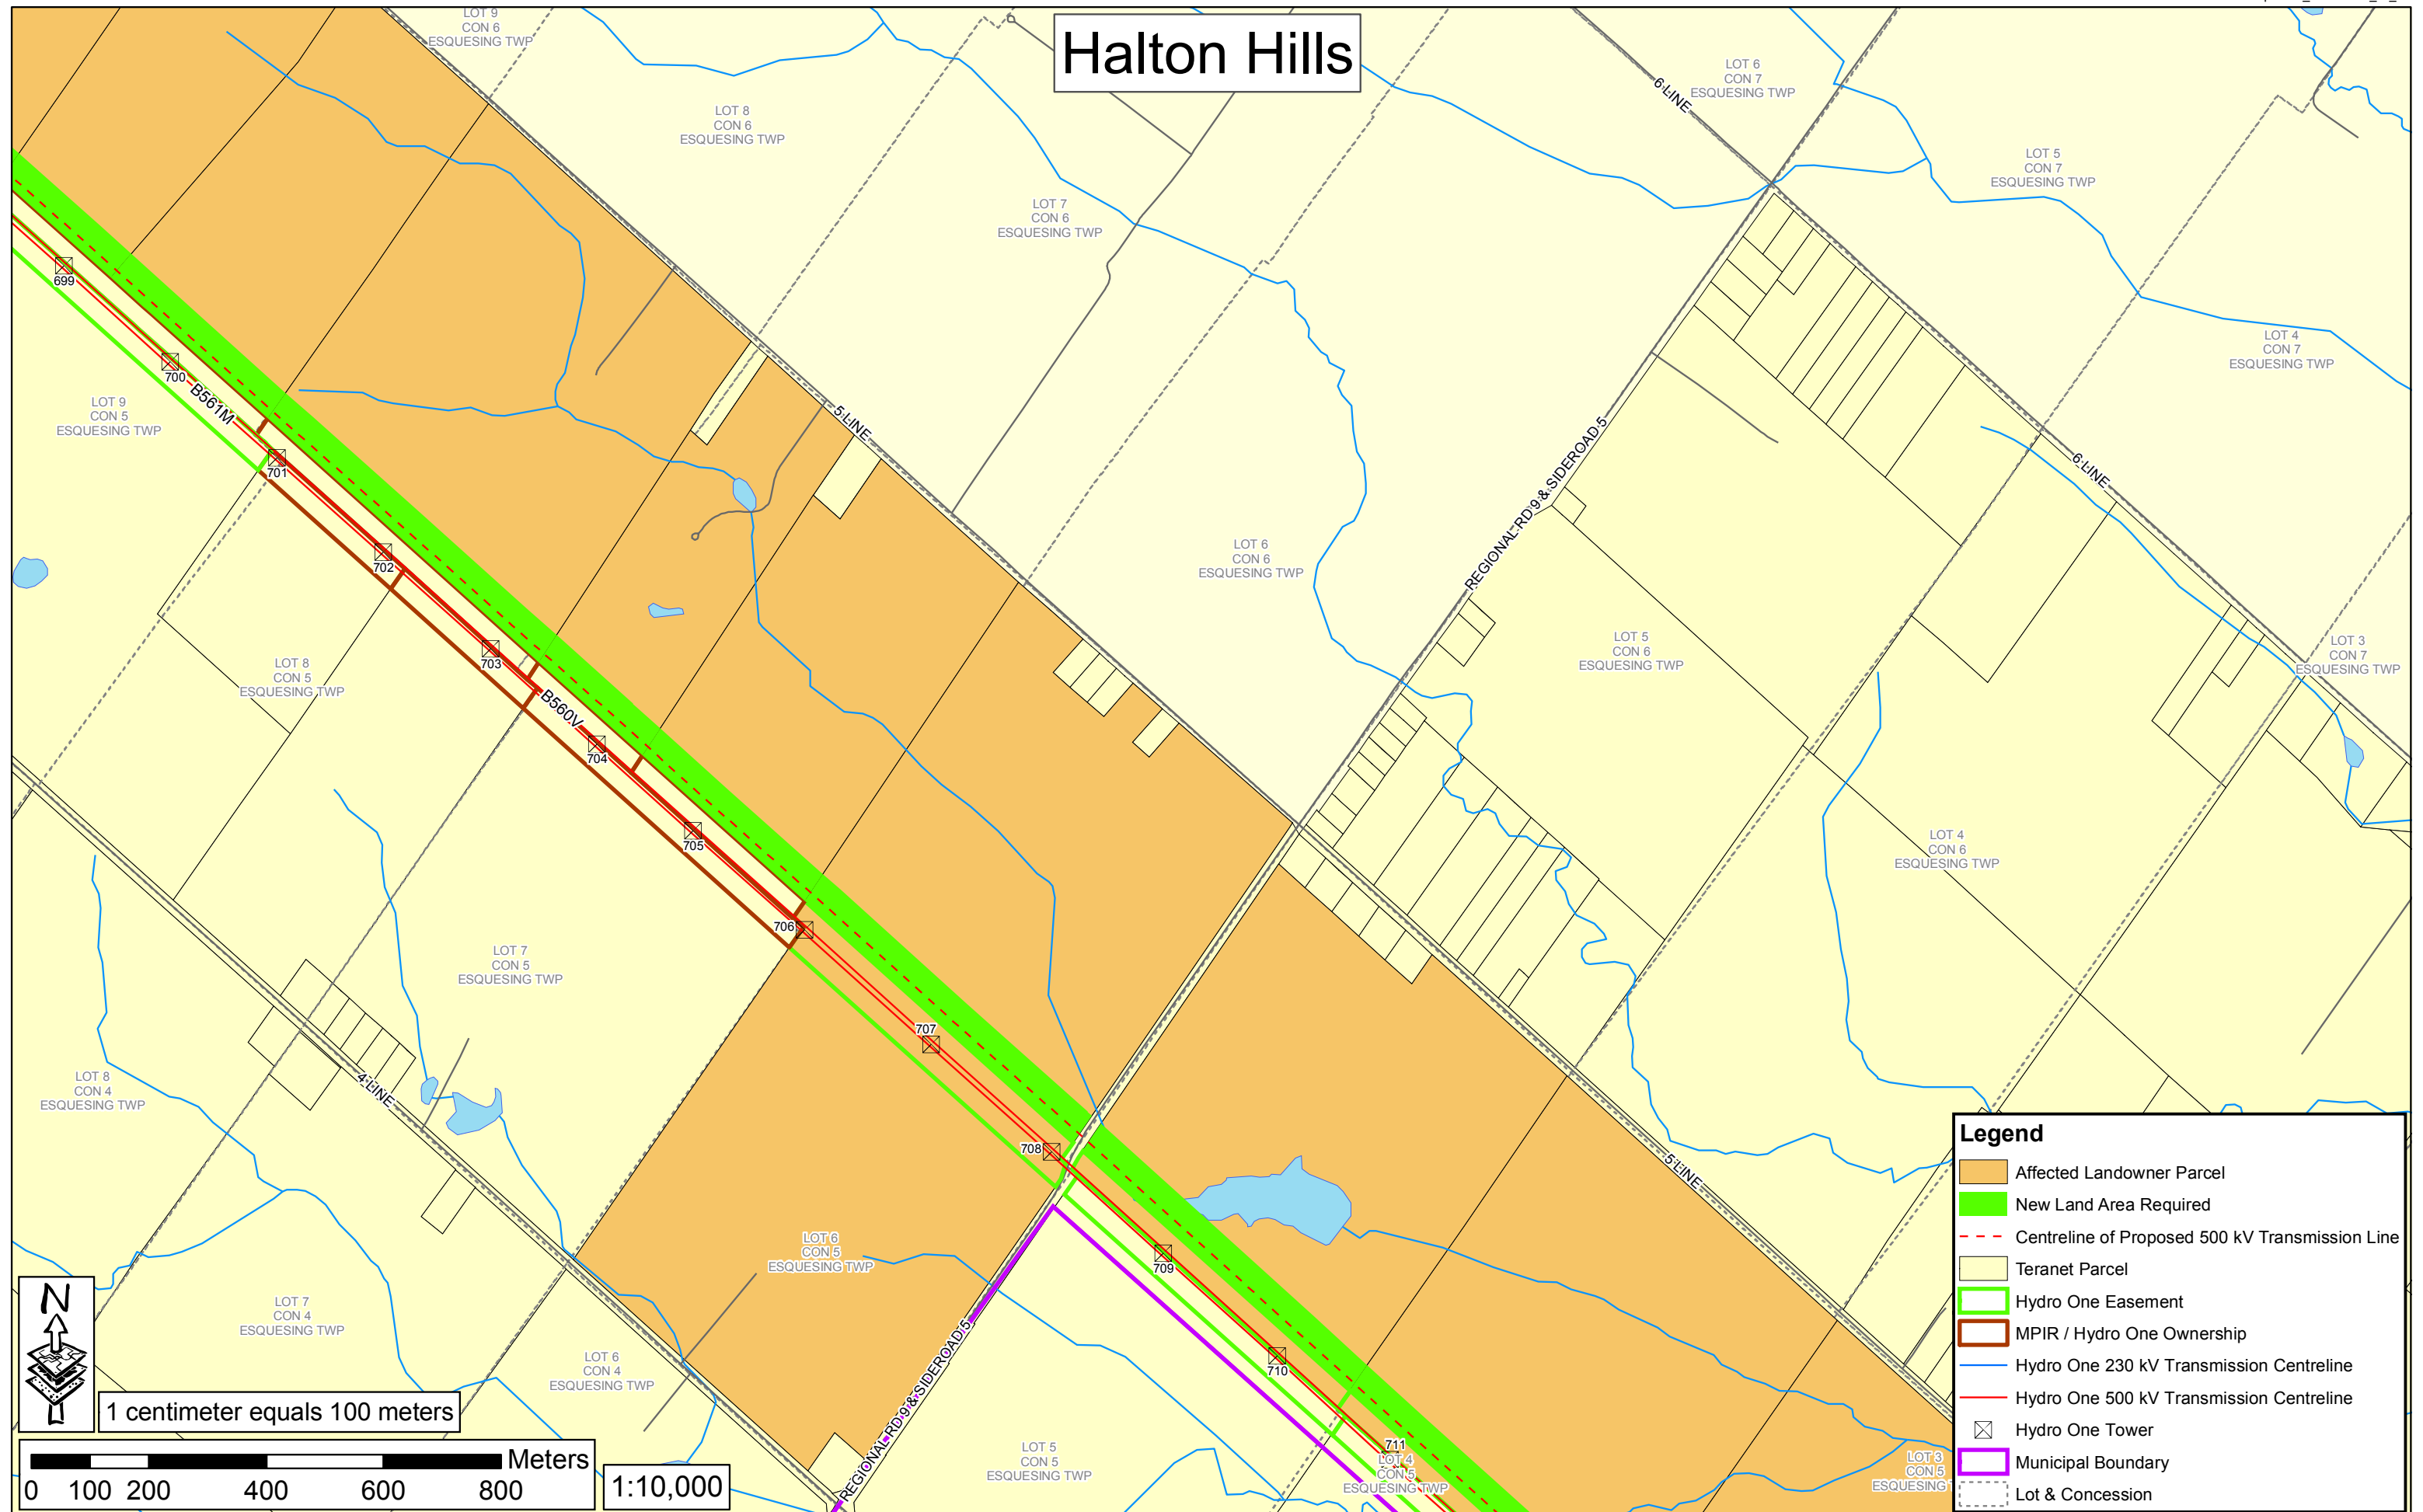 Halton Hills
LOT 9
CON 6
ESQUESING TWP
LOT 8
CON 6
ESQUESING TWP
LOT 7
CON 6
ESQUESING TWP
6 LINE
LOT 6
CON 7
ESQUESING TWP
LOT 5
CON 7
ESQUESING TWP
LOT 4
CON 7
ESQUESING TWP
699
700
B561M
LOT 9
CON 5
ESQUESING TWP
701
5 LINE
REGIONAL RD 9 & SIDEROAD 5
6 LINE
702
LOT 6
CON 6
ESQUESING TWP
703
LOT 8
CON 5
ESQUESING TWP
B560V
704
LOT 5
CON 6
ESQUESING TWP
LOT 3
CON 7
ESQUESING TWP
705
LOT 4
CON 6
ESQUESING TWP
706
LOT 7
CON 5
ESQUESING TWP
707
LOT 8
CON 4
ESQUESING TWP
4 LINE
708
5 LINE
LOT 6
CON 5
ESQUESING TWP
709
LOT 7
CON 4
ESQUESING TWP
LOT 6
CON 4
ESQUESING TWP
REGIONAL RD 9 & SIDEROAD 5
710
LOT 5
CON 5
ESQUESING TWP
711
LOT 4
CON 5
ESQUESING TWP
LOT 3
CON 5
ESQUESING
N
1 centimeter equals 100 meters
Meters
0 100 200 400 600 800
1:10,000
Legend
Affected Landowner Parcel
New Land Area Required
Centreline of Proposed 500 kV Transmission Line
Teranet Parcel
Hydro One Easement
MPIR / Hydro One Ownership
Hydro One 230 kV Transmission Centreline
Hydro One 500 kV Transmission Centreline
Hydro One Tower
Municipal Boundary
Lot & Concession